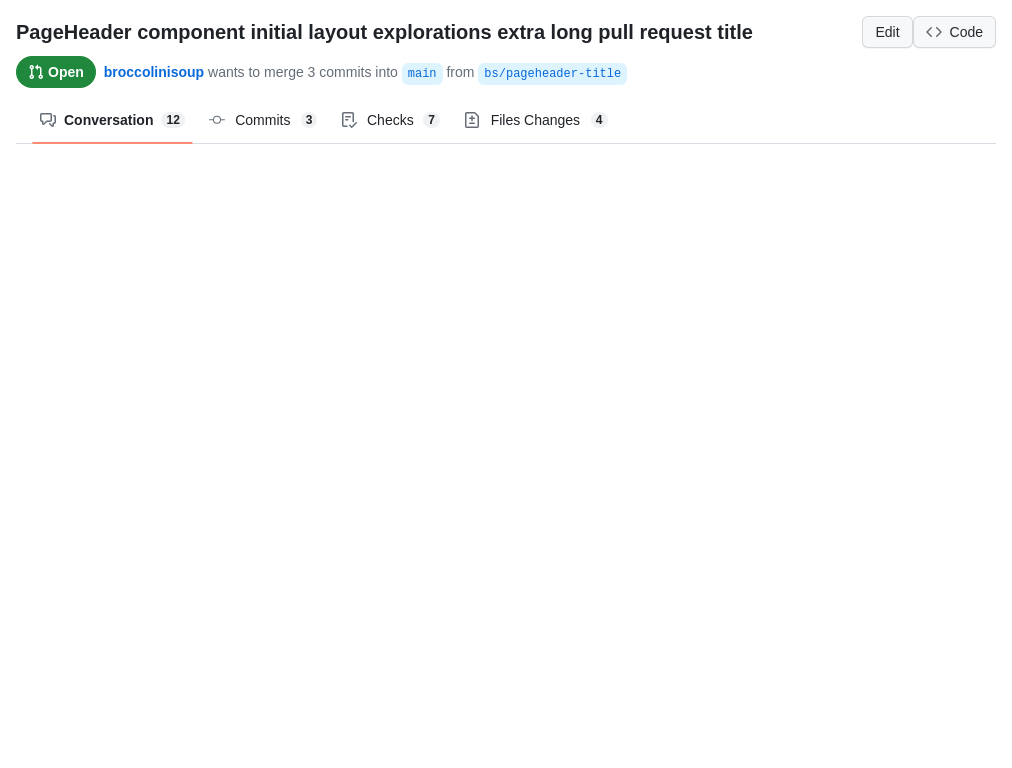 PageHeader component initial layout explorations extra long pull request title
Edit
Code
Open
broccolinisoup wants to merge 3 commits into main from bs/pageheader-title
Conversation 12
Commits 3
Checks 7
Files Changes 4